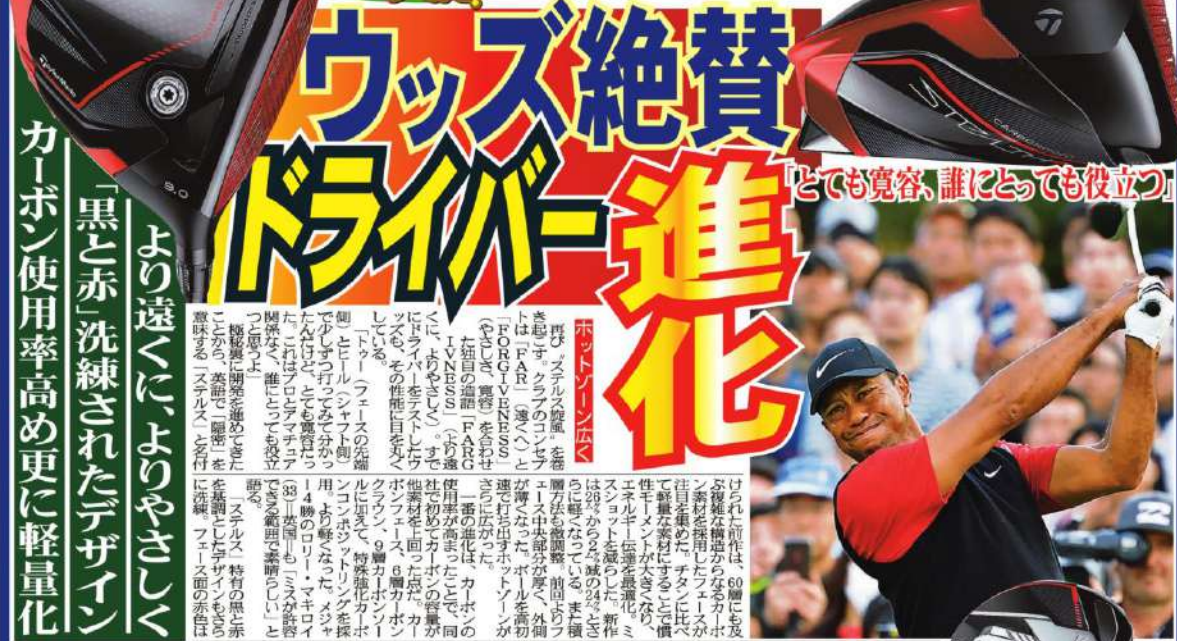 ウッズ絶賛
ドライバー
進化
「とても寛容、誰にとっても役立つ」
より遠くに、よりやさしく
「黒と赤」洗練されたデザイン
カーボン使用率高め更に軽量化
TaylorMade
9.0
STEALTH
ホットゾーン広く
再び“ステルス旋風”を巻
き起こす。クラブのコンセプ
トは「FAR」(遠くへ)と
「FORGIVENESS」
(やさしさ、寛容)を合わせ
た独自の造語「FARG
IVNESS」(より遠
くに、よりやさしく)。すで
にドライバーをテストしたウ
ッズも、その性能に目を丸く
している。
「トゥー(フェースの先端
側)とヒール(シャフト側)
で少しずつ打ってみて分かっ
たんだけど、とても寛容だっ
た。これはプロとアマチュア
関係なく、誰にとっても役立
つと思うよ」
極秘裏に開発を進めてきた
ことから、英語で「隠密」を
意味する「ステルス」と名付
けられた前作は、60層にも及
ぶ複雑な構造からなるカーボ
ン素材を採用したフェースが
注目を集めた。チタンに比べ
て軽量な素材にすることで慣
性モーメントが大きくなり、
エネルギー伝達を最適化。ミ
スショットを減らした。新作
は26㌘から2㌘減の24㌘とさ
らに軽くなっている。また積
層方法も微調整。前回よりフ
ェース中央部分が厚く、外側
が薄くなった。ボールを高初
速で打ち出すホットゾーンが
さらに広がった。
一番の進化は、カーボンの
使用率が高まったことで、同
社で初めてカーボンの容量が
他素材を上回った点だ。カー
ボンフェース、6層カーボン
クラウン、9層カーボンソー
ルに加えて、特殊強化カーボ
ンコンポジットリングを採
用。より軽くなった。メジャ
ー4勝のロリー・マキロイ
(33)=英国=も「ミスが許容
できる範囲で素晴らしい」と
語る。
「ステルス」特有の黒と赤
を基調としたデザインもさら
に洗練。フェース面の赤色は